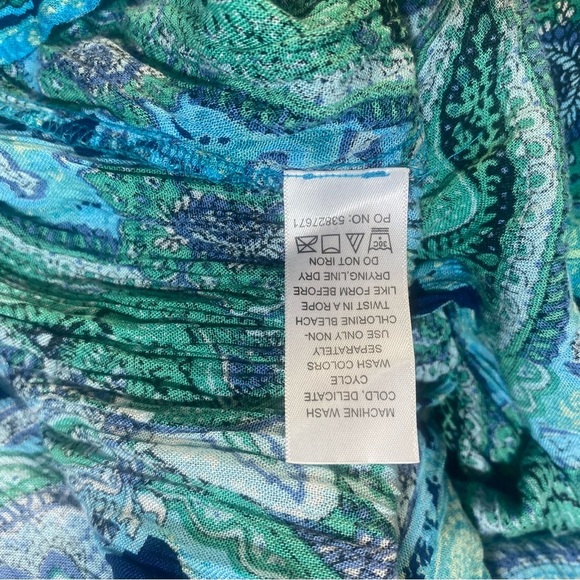 MACHINE WASH
COLD, DELICATE
CYCLE
WASH COLORS
SEPARATELY
USE ONLY NON-
CHLORINE BLEACH
TWIST IN A ROPE
LIKE FORM BEFORE
DRYING,LINE DRY
DO NOT IRON
30C
PO NO: 53827671